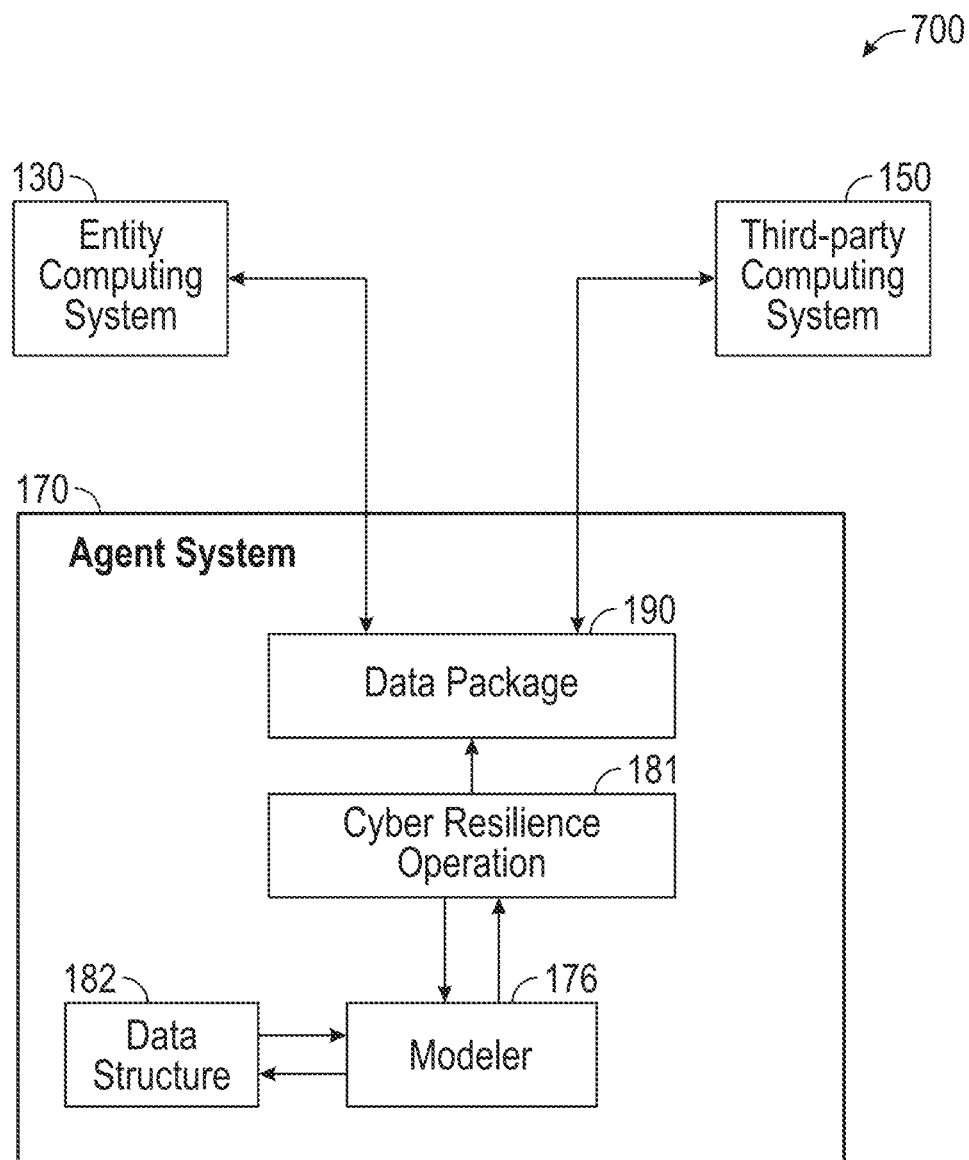 700
130
Entity
Computing
System
150
Third-party
Computing
System
170
Agent System
190
Data Package
181
Cyber Resilience
Operation
182
Data
Structure
176
Modeler